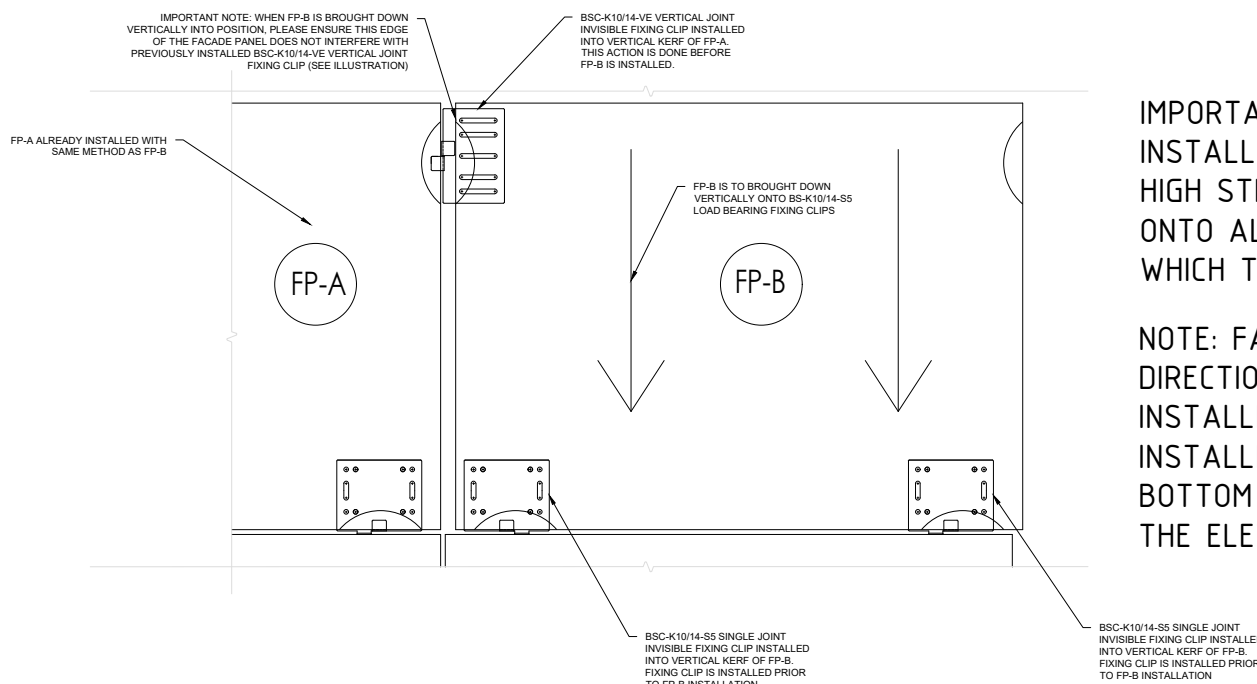 IMPORTANT NOTE: WHEN FP-B IS BROUGHT DOWN
VERTICALLY INTO POSITION, PLEASE ENSURE THIS EDGE
OF THE FACADE PANEL DOES NOT INTERFERE WITH
PREVIOUSLY INSTALLED BSC-K10/14-VE VERTICAL JOINT
FIXING CLIP (SEE ILLUSTRATION)
BSC-K10/14-VE VERTICAL JOINT
INVISIBLE FIXING CLIP INSTALLED
INTO VERTICAL KERF OF FP-A.
THIS ACTION IS DONE BEFORE
FP-B IS INSTALLED.
FP-A ALREADY INSTALLED WITH
SAME METHOD AS FP-B
FP-B IS TO BROUGHT DOWN
VERTICALLY ONTO BS-K10/14-S5
LOAD BEARING FIXING CLIPS
FP-A
FP-B
IMPORTA
INSTALL
HIGH ST
ONTO AL
WHICH T
NOTE: FA
DIRECTIO
INSTALL
INSTALL
BOTTOM
THE ELE
BSC-K10/14-S5 SINGLE JOINT
INVISIBLE FIXING CLIP INSTALLED
INTO VERTICAL KERF OF FP-B.
FIXING CLIP IS INSTALLED PRIOR
TO FP-B INSTALLATION
BSC-K10/14-S5 SINGLE JOINT
INVISIBLE FIXING CLIP INSTALLE
INTO VERTICAL KERF OF FP-B.
FIXING CLIP IS INSTALLED PRIOR
TO FP-B INSTALLATION